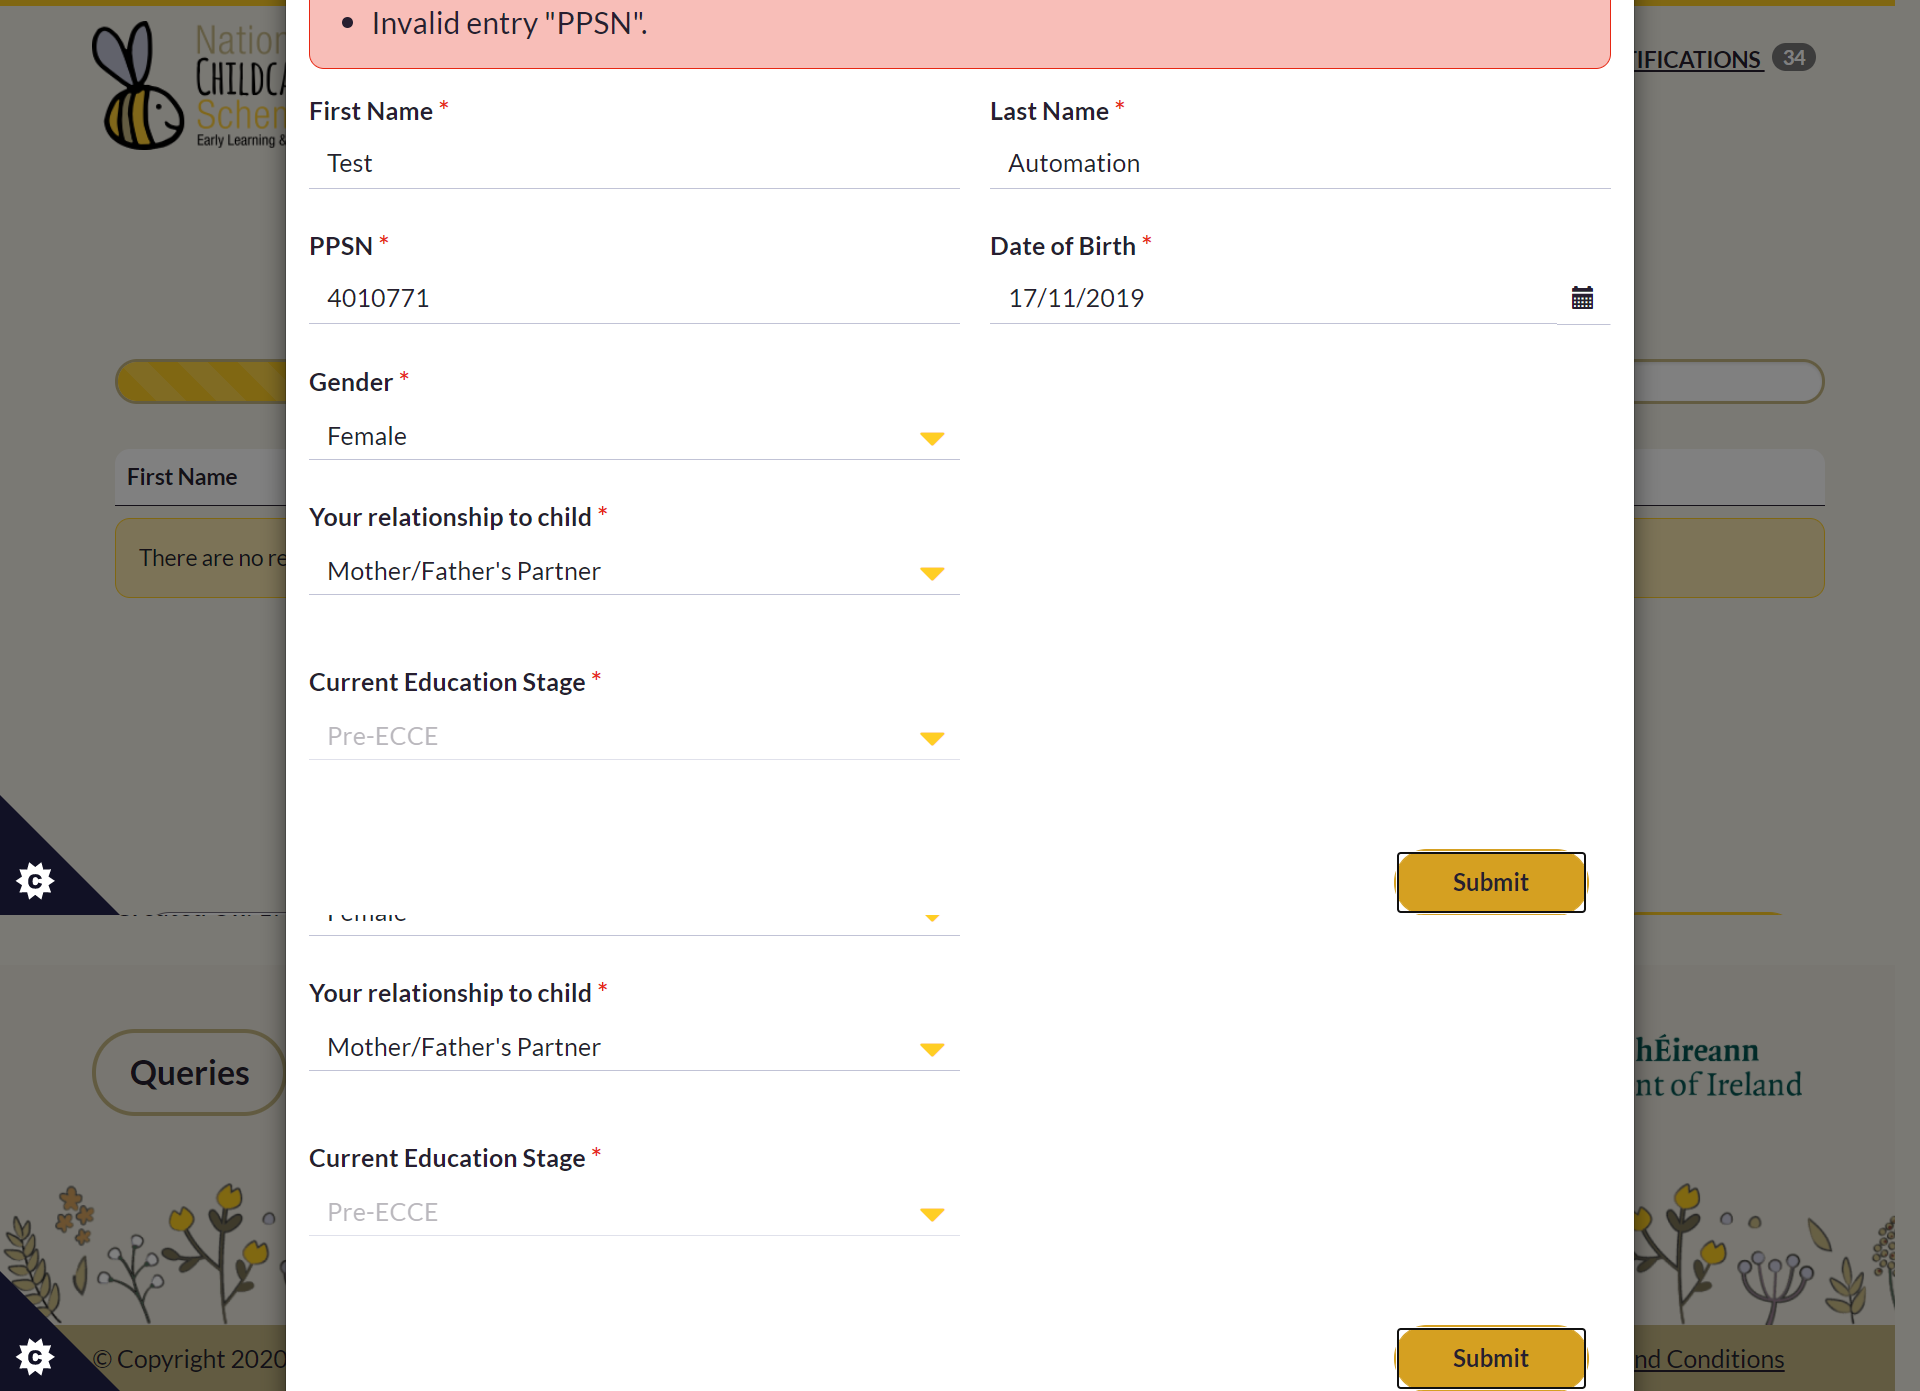 Invalid entry "PPSN".
Nation
CHILDCA
Schem
Early Learning &
TIFICATIONS 34
First Name *
Last Name *
Test
Automation
PPSN *
Date of Birth *
4010771
17/11/2019
Gender *
Female
First Name
Your relationship to child *
There are no re
Mother/Father's Partner
Current Education Stage *
Pre-ECCE
Submit
Female
Your relationship to child *
Mother/Father's Partner
Queries
hÉireann
nt of Ireland
Current Education Stage *
Pre-ECCE
Submit
© Copyright 2020
nd Conditions